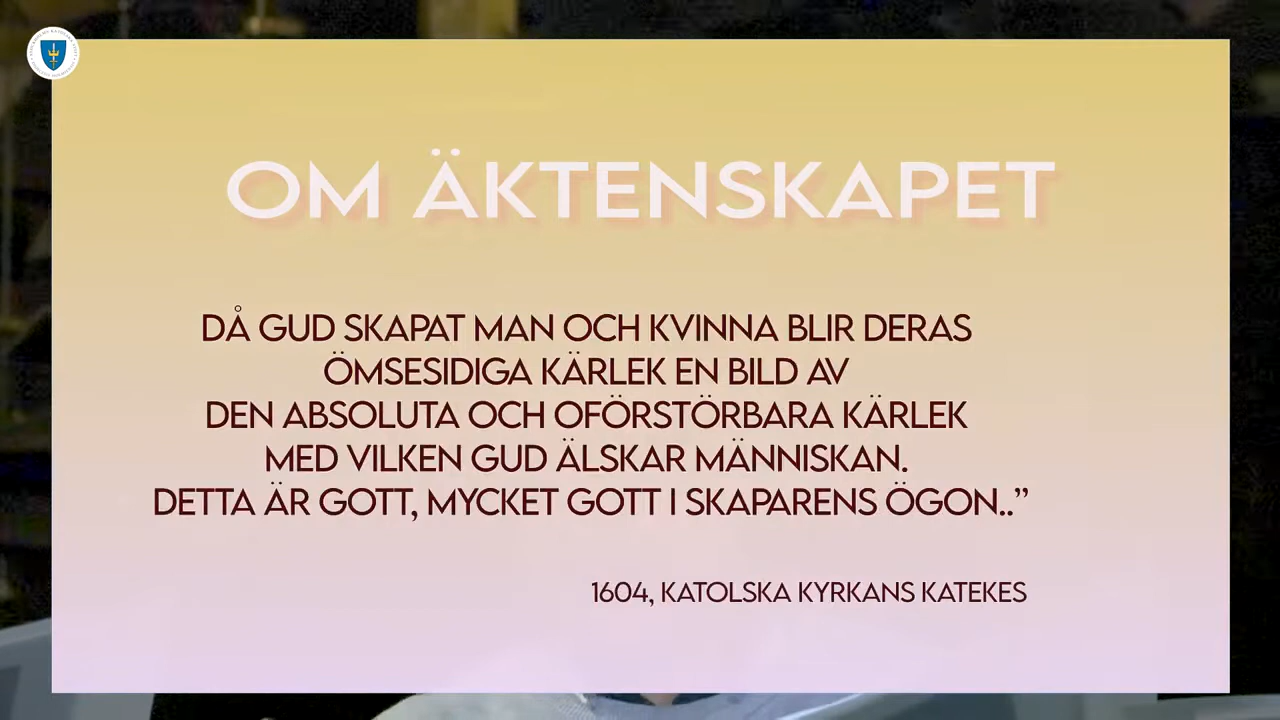 OM ÄKTENSKAPET
DÅ GUD SKAPAT MAN OCH KVINNA BLIR DERAS
ÖMSESIDIGA KÄRLEK EN BILD AV
DEN ABSOLUTA OCH OFÖRSTÖRBARA KÄRLEK
MED VILKEN GUD ÄLSKAR MÄNNISKAN.
DETTA ÄR GOTT, MYCKET GOTT I SKAPARENS ÖGON..”
1604, KATOLSKA KYRKANS KATEKES